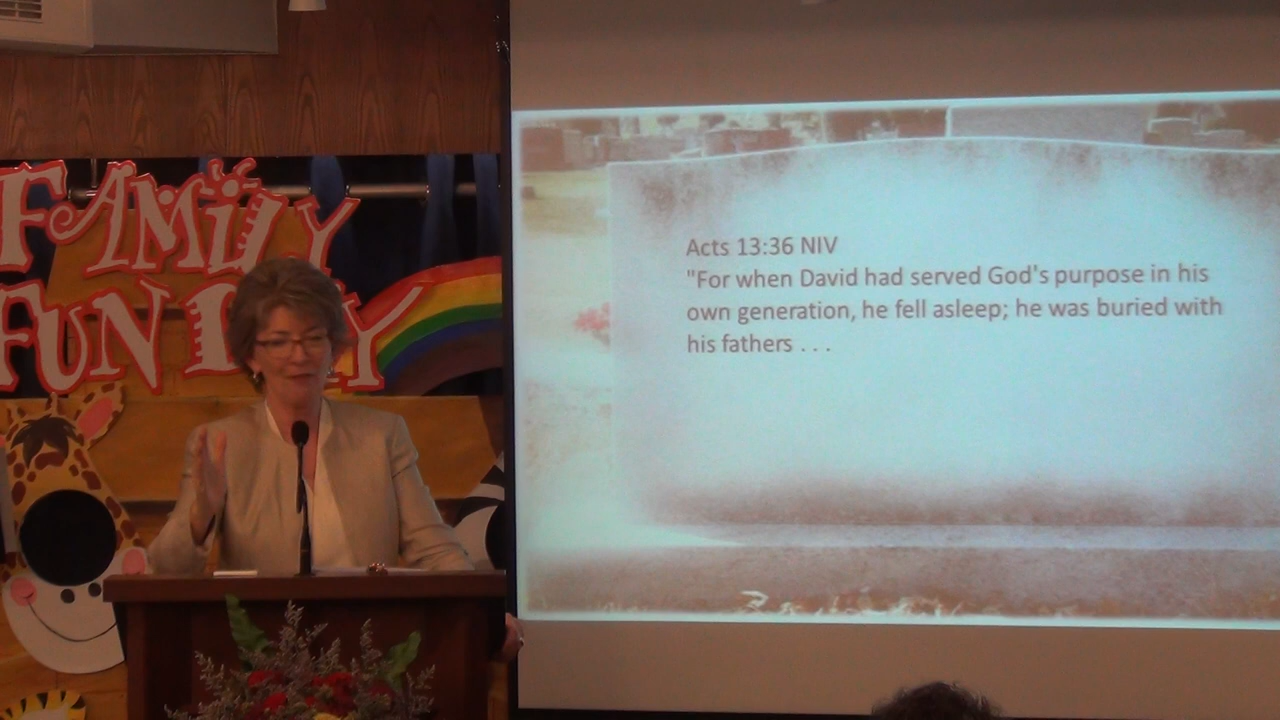 FAMILY
FUN DAY
Acts 13:36 NIV
"For when David had served God's purpose in his
own generation, he fell asleep; he was buried with
his fathers . . .